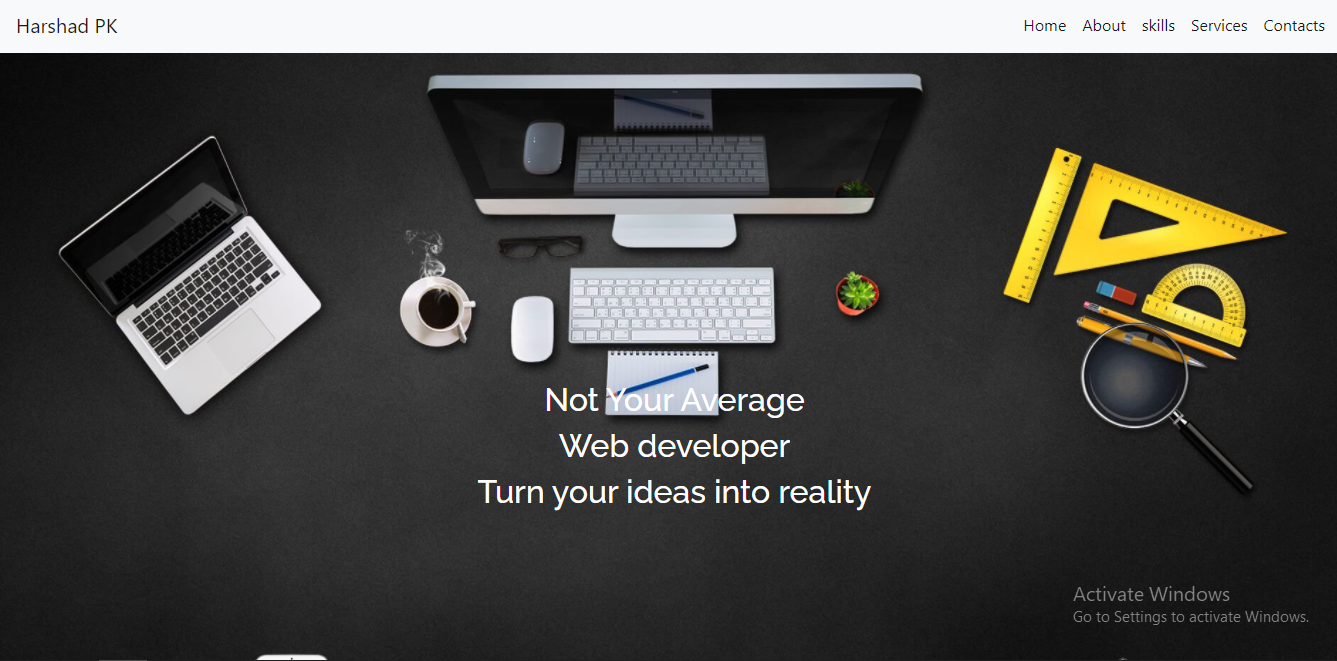 Harshad PK
Home About skills Services Contacts
Not Your Average
Web developer
Turn your ideas into reality
Activate Windows
Go to Settings to activate Windows.